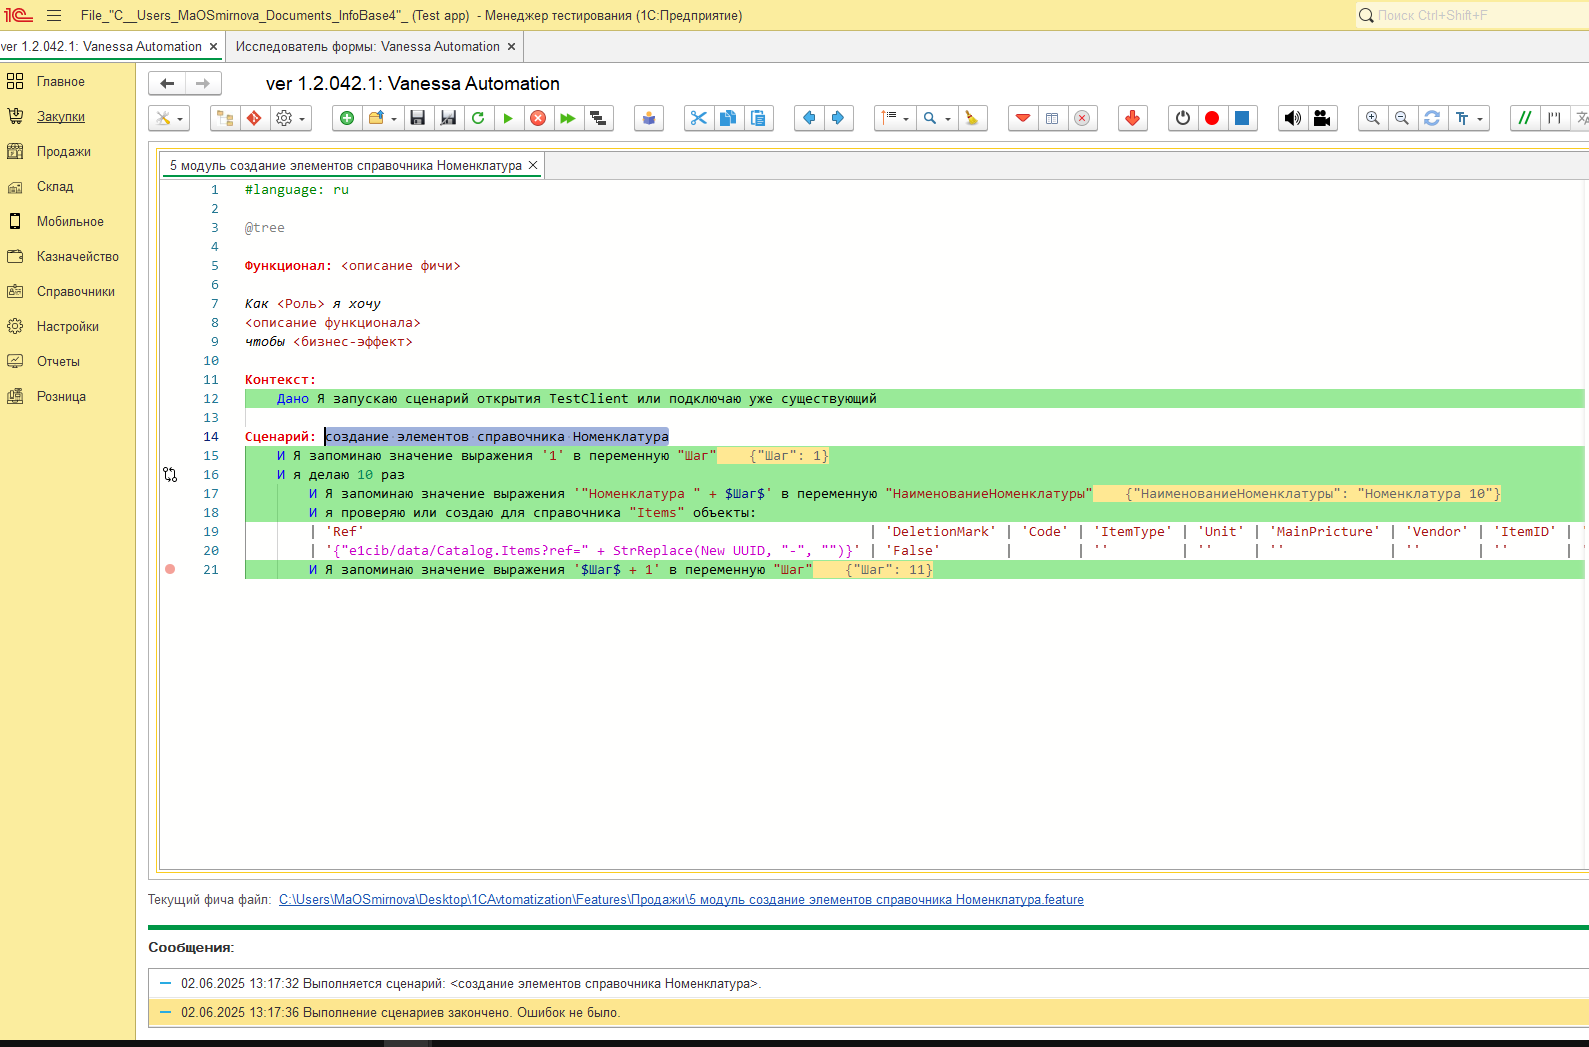 1С File_"C__Users_MaOSmirnova_Documents_InfoBase4"_ (Test app) - Менеджер тестирования (1С:Предприятие) Поиск Ctrl+Shift+F
ver 1.2.042.1: Vanessa Automation × Исследователь формы: Vanessa Automation ×
Главное
Закупки
Продажи
Склад
Мобильное
Казначейство
Справочники
Настройки
Отчеты
Розница
ver 1.2.042.1: Vanessa Automation
5 модуль создание элементов справочника Номенклатура ×
1 #language: ru
2
3 @tree
4
5 Функционал: <описание фичи>
6
7 Как <Роль> я хочу
8 <описание функционала>
9 чтобы <бизнес-эффект>
10
11 Контекст:
12 Дано Я запускаю сценарий открытия TestClient или подключаю уже существующий
13
14 Сценарий: создание элементов справочника Номенклатура
15 И Я запоминаю значение выражения '1' в переменную "Шаг" {"Шаг": 1}
16 И я делаю 10 раз
17 И Я запоминаю значение выражения '"Номенклатура " + $Шаг$' в переменную "НаименованиеНоменклатуры" {"НаименованиеНоменклатуры": "Номенклатура 10"}
18 И я проверяю или создаю для справочника "Items" объекты:
19 | 'Ref' | 'DeletionMark' | 'Code' | 'ItemType' | 'Unit' | 'MainPricture' | 'Vendor' | 'ItemID' | '
20 | '{"e1cib/data/Catalog.Items?ref=" + StrReplace(New UUID, "-", "")}' | 'False' | | '' | '' | '' | '' | '' |
21 И Я запоминаю значение выражения '$Шаг$ + 1' в переменную "Шаг" {"Шаг": 11}
Текущий фича файл: C:\Users\MaOSmirnova\Desktop\1CAvtomatization\Features\Продажи\5 модуль создание элементов справочника Номенклатура.feature
Сообщения:
02.06.2025 13:17:32 Выполняется сценарий: <создание элементов справочника Номенклатура>.
02.06.2025 13:17:36 Выполнение сценариев закончено. Ошибок не было.